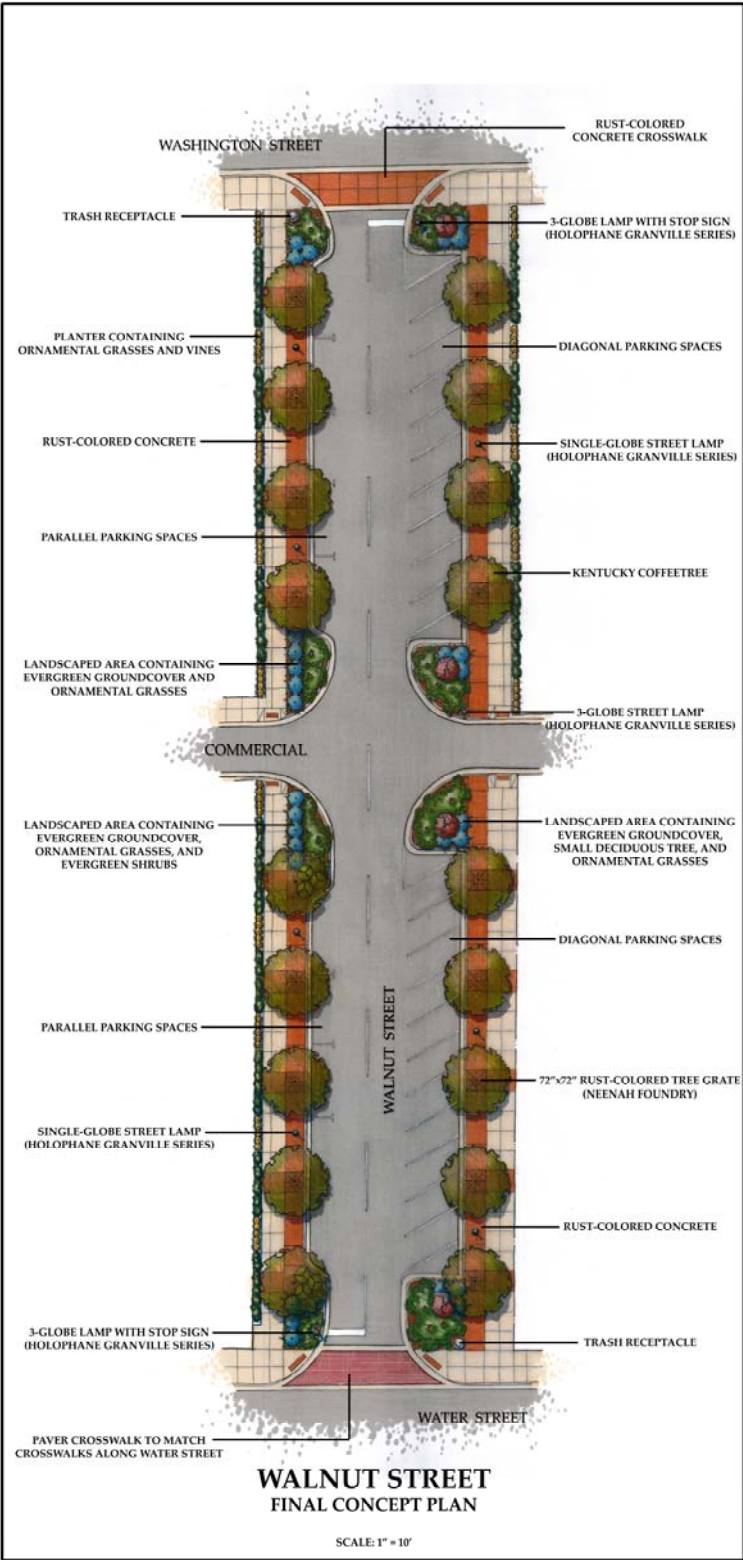 RUST-COLORED
CONCRETE CROSSWALK
WASHINGTON STREET
TRASH RECEPTACLE
3-GLOBE LAMP WITH STOP SIGN
(HOLOPHANE GRANVILLE SERIES)
PLANTER CONTAINING
ORNAMENTAL GRASSES AND VINES
DIAGONAL PARKING SPACES
RUST-COLORED CONCRETE
SINGLE-GLOBE STREET LAMP
(HOLOPHANE GRANVILLE SERIES)
PARALLEL PARKING SPACES
KENTUCKY COFFEETREE
LANDSCAPED AREA CONTAINING
EVERGREEN GROUNDCOVER AND
ORNAMENTAL GRASSES
3-GLOBE STREET LAMP
(HOLOPHANE GRANVILLE SERIES)
COMMERCIAL
LANDSCAPED AREA CONTAINING
EVERGREEN GROUNDCOVER,
ORNAMENTAL GRASSES, AND
EVERGREEN SHRUBS
LANDSCAPED AREA CONTAINING
EVERGREEN GROUNDCOVER,
SMALL DECIDUOUS TREE, AND
ORNAMENTAL GRASSES
DIAGONAL PARKING SPACES
WALNUT STREET
PARALLEL PARKING SPACES
72"x72" RUST-COLORED TREE GRATE
(NEENAH FOUNDRY)
SINGLE-GLOBE STREET LAMP
(HOLOPHANE GRANVILLE SERIES)
RUST-COLORED CONCRETE
3-GLOBE LAMP WITH STOP SIGN
(HOLOPHANE GRANVILLE SERIES)
TRASH RECEPTACLE
WATER STREET
PAVER CROSSWALK TO MATCH
CROSSWALKS ALONG WATER STREET
WALNUT STREET
FINAL CONCEPT PLAN
SCALE: 1" = 10'